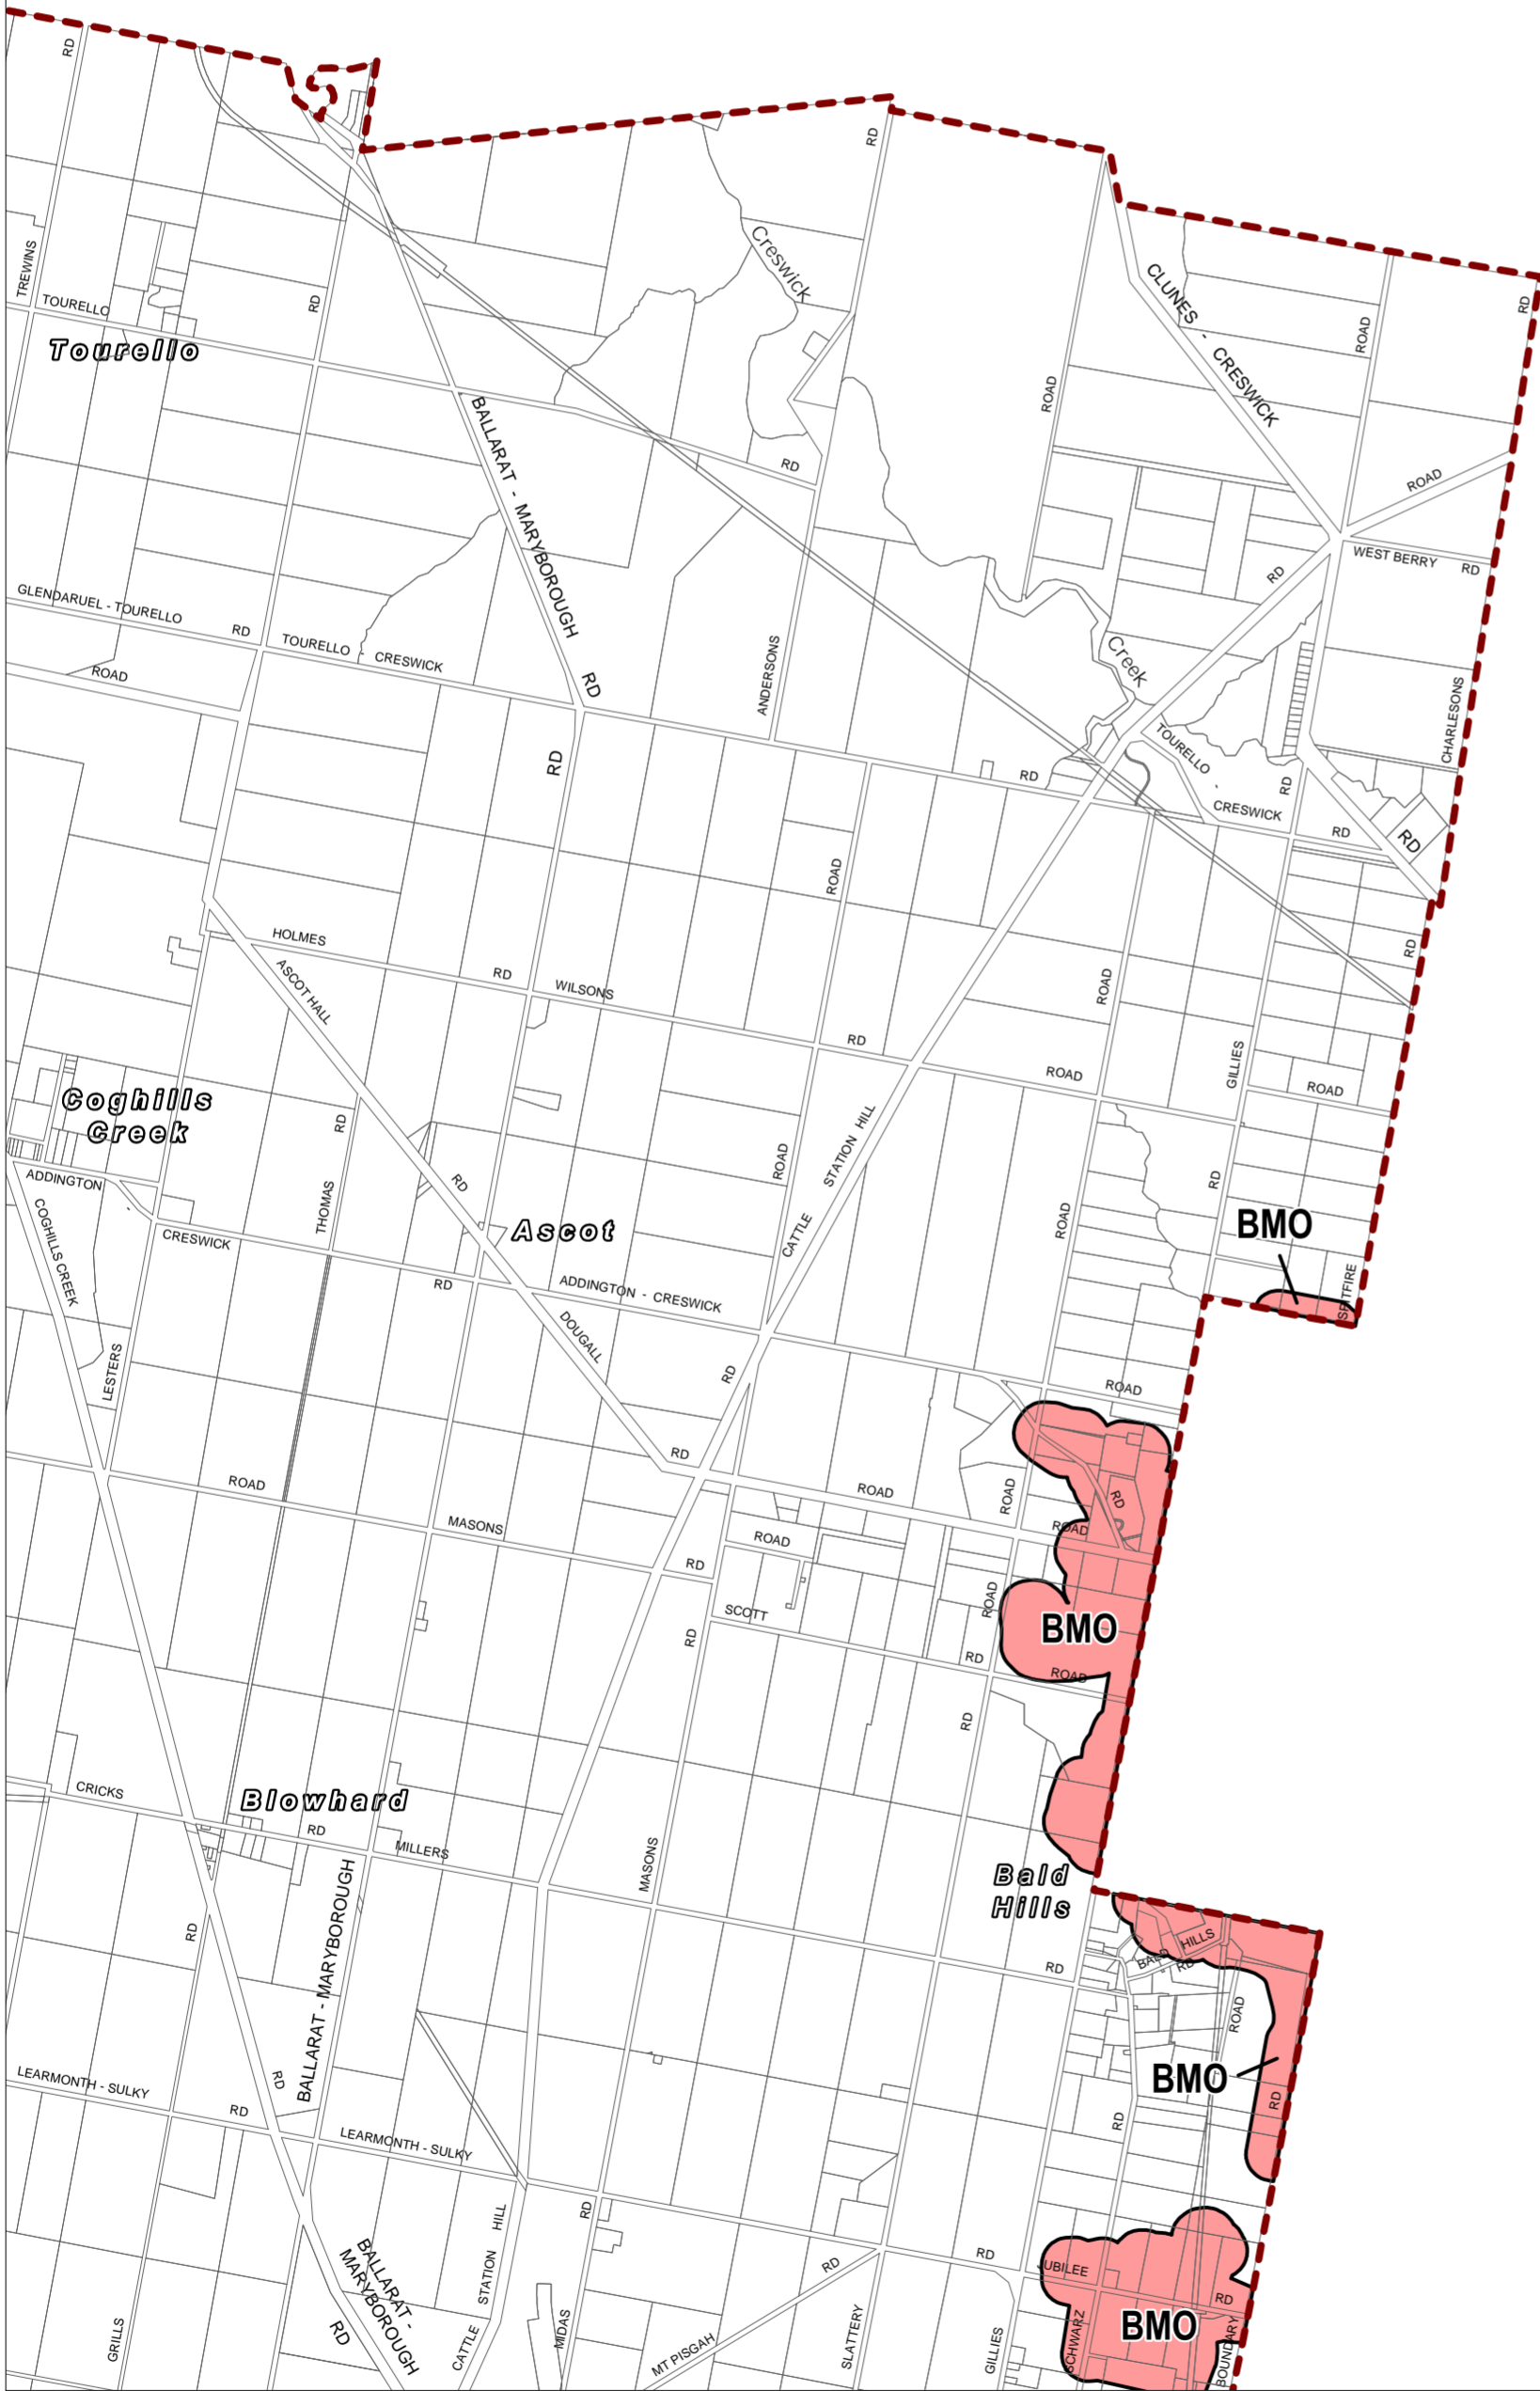 RD
RD
Creswick
TREWINS
CLUNES - CRESWICK
RD
RD
TOURELLO
ROAD
Tourello
ROAD
BALLARAT - MARYBOROUGH
RD
ROAD
WEST BERRY RD
RD
GLENDARUEL - TOURELLO
RD
TOURELLO - CRESWICK
Creek
ROAD
RD
ANDERSONS
CHARLESONS
RD
TOURELLO -
RD
RD
CRESWICK
RD
RD
ROAD
HOLMES
RD
RD
ASCOT HALL
WILSONS
ROAD
RD
GILLIES
ROAD
ROAD
Coghills
Creek
RD
STATION HILL
ROAD
ADDINGTON -
RD
RD
COGHILLS CREEK
THOMAS
ROAD
BMO
CRESWICK
Ascot
CATTLE
RD
ADDINGTON - CRESWICK
SPITFIRE
DOUGALL
LESTERS
RD
ROAD
RD
ROAD
ROAD
ROAD
RD
MASONS
ROAD
ROAD
RD
ROAD
SCOTT
BMO
RD
RD
ROAD
RD
CRICKS
Blowhard
RD
MILLERS
MASONS
Bald
Hills
BALLARAT - MARYBOROUGH
RD
HILLS
BALD
RD
RD
ROAD
LEARMONTH - SULKY
RD
BMO
RD
RD
RD
LEARMONTH - SULKY
HILL
RD
RD
RD
JUBILEE
STATION
BALLARAT -
MARYBOROUGH
RD
RD
BMO
GRILLS
CATTLE
MIDAS
MT PISGAH
SLATTERY
GILLIES
SCHWARZ
BOUNDARY